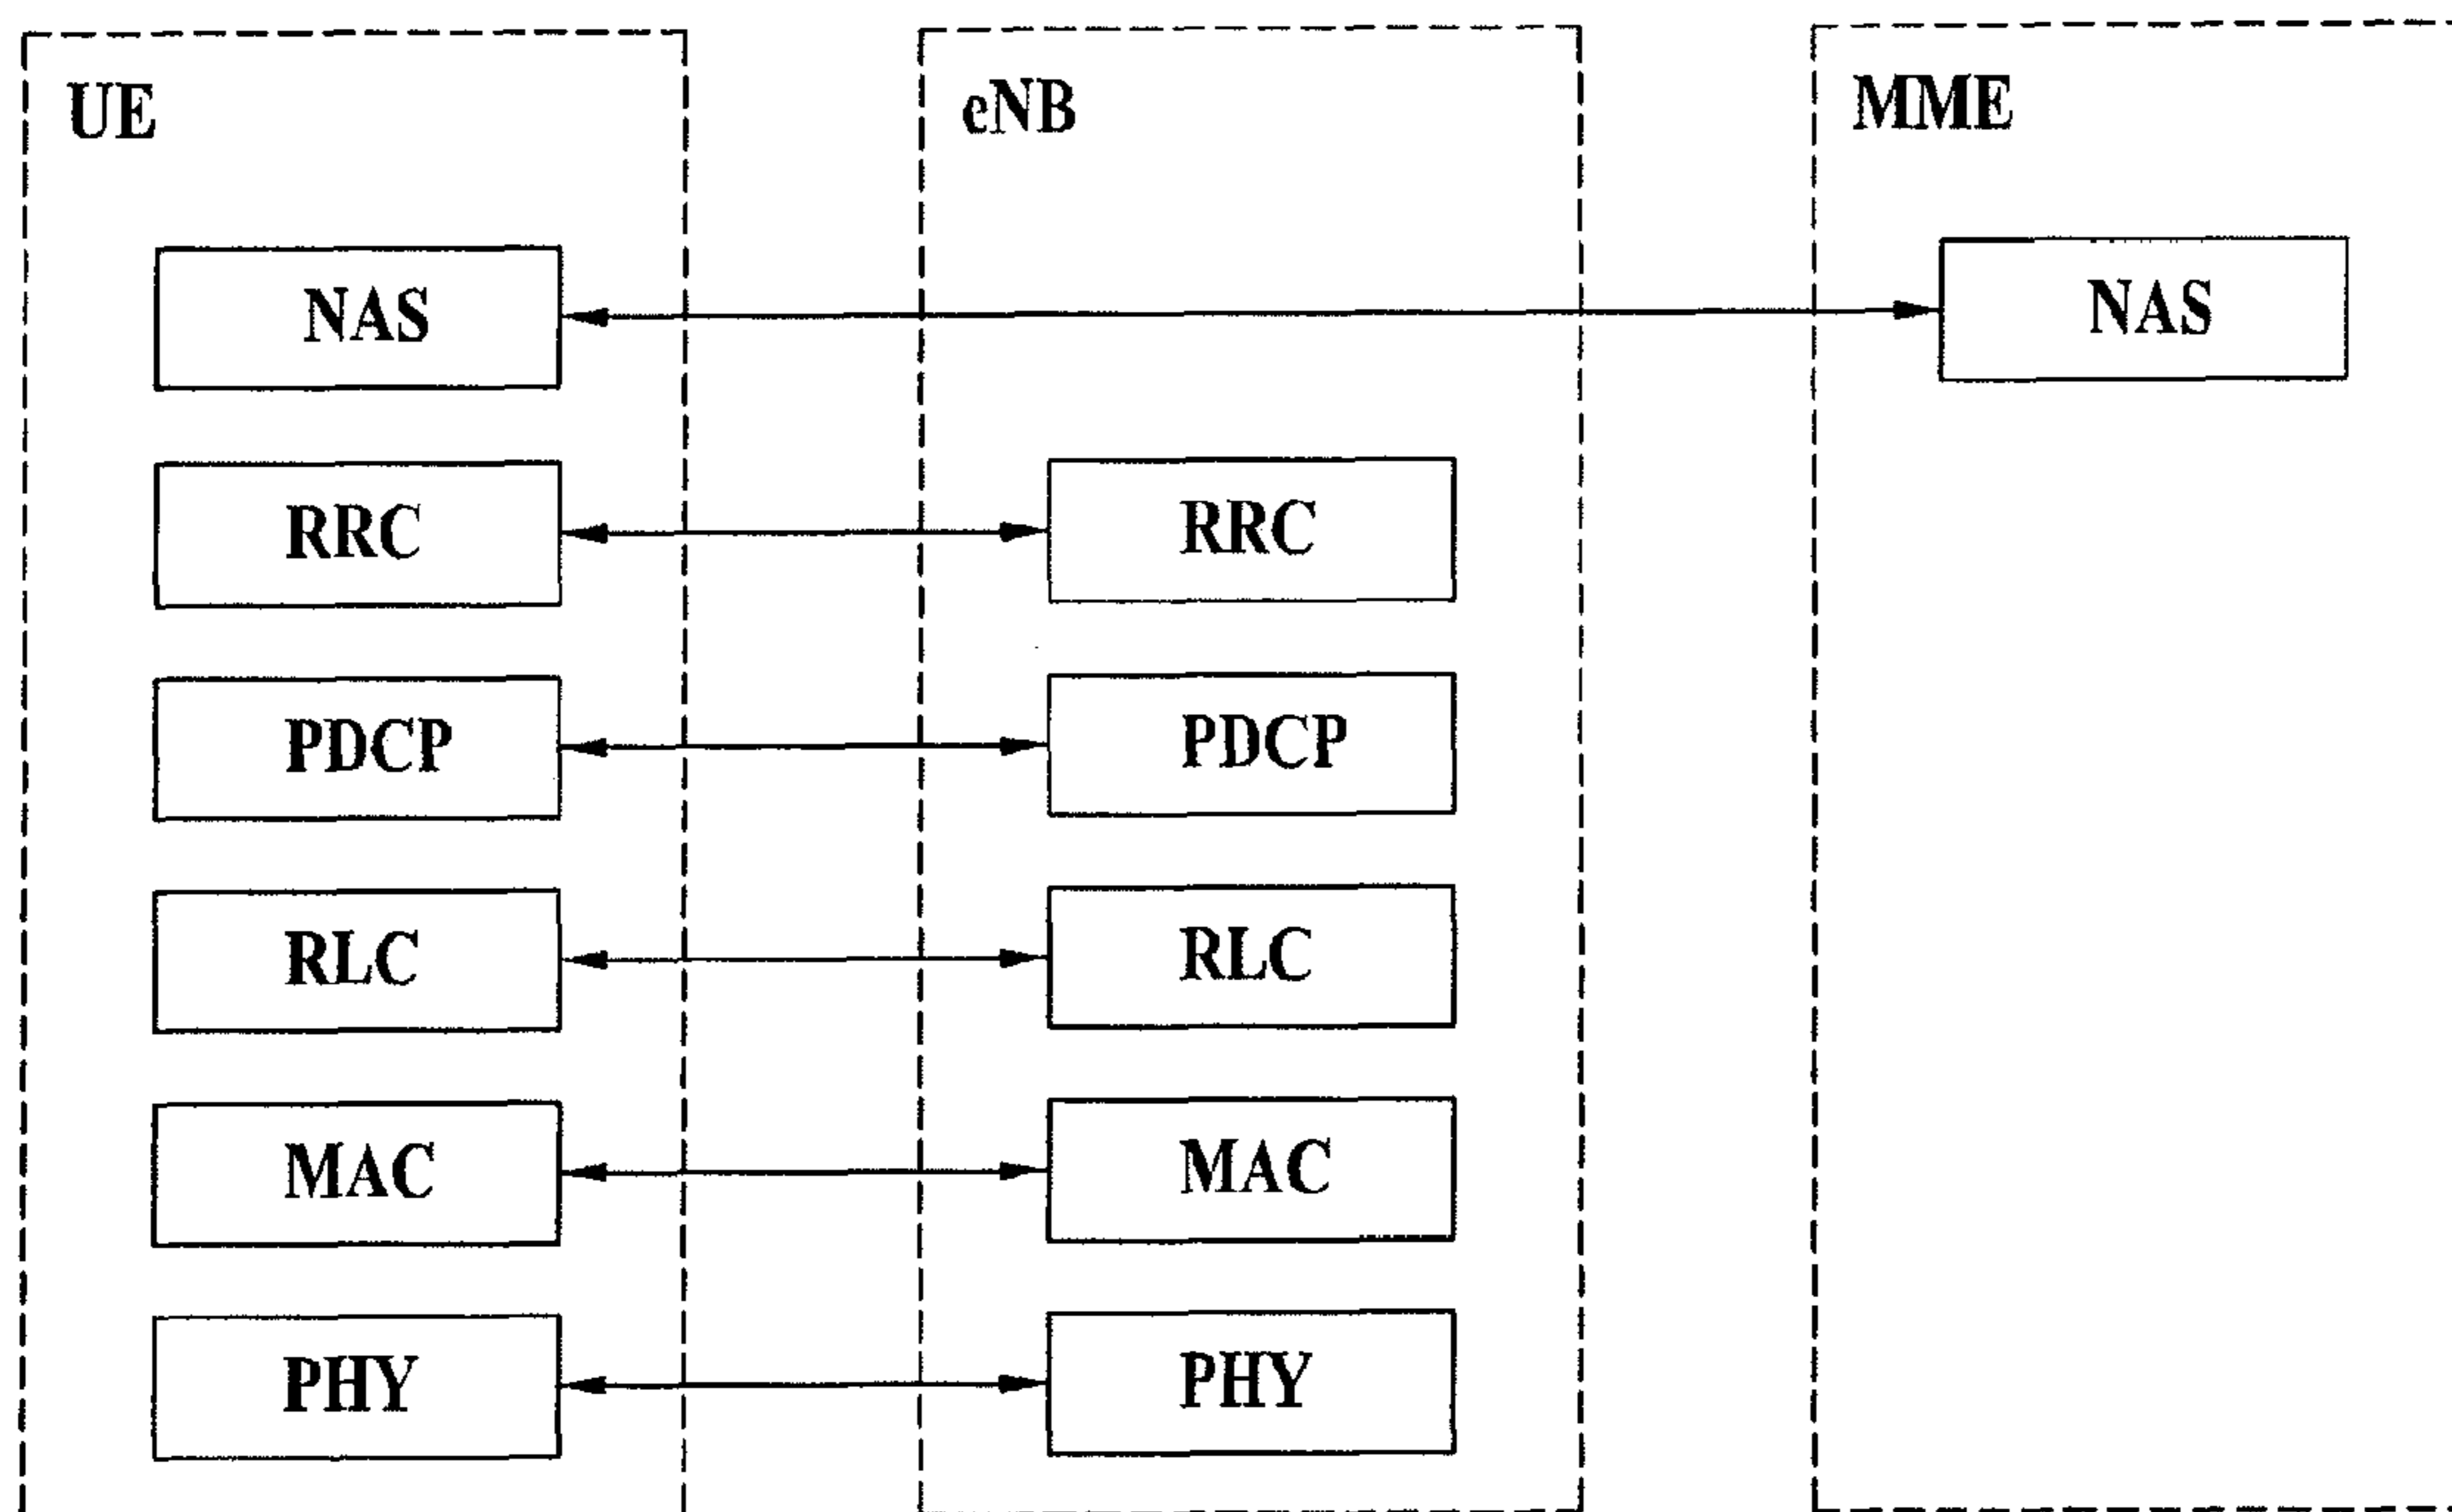 UE eNB MME
NAS NAS
RRC RRC
PDCP PDCP
RLC RLC
MAC MAC
PHY PHY